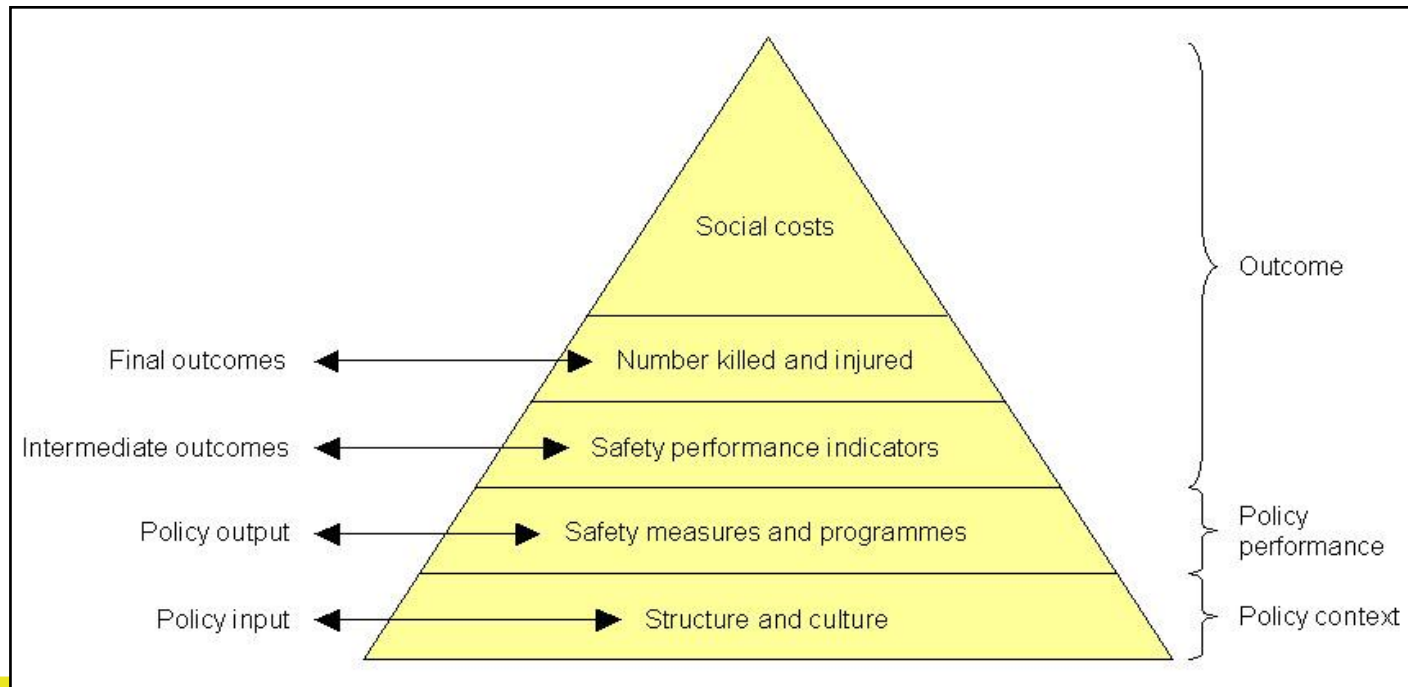 Social costs
Outcome
Final outcomes
Number killed and injured
Intermediate outcomes
Safety performance indicators
Policy output
Safety measures and programmes
Policy
performance
Policy input
Structure and culture
Policy context